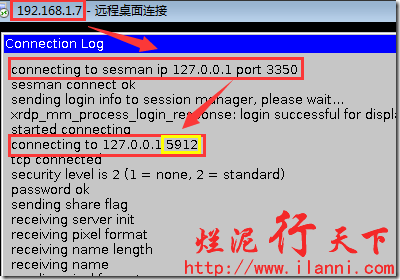 192.168.1.7 - 远程桌面连接
Connection Log
connecting to sesman ip 127.0.0.1 port 3350
sesman connect ok
sending login info to session manager, please wait...
xrdp_mm_process_login_response: login successful for displa
started connecting
connecting to 127.0.0.1 5912
tcp connected
security level is 2 (1 = none, 2 = standard)
password ok
sending share flag
receiving server init
receiving pixel format
receiving name length
receiving name
烂泥行天下
http://www.ilanni.com